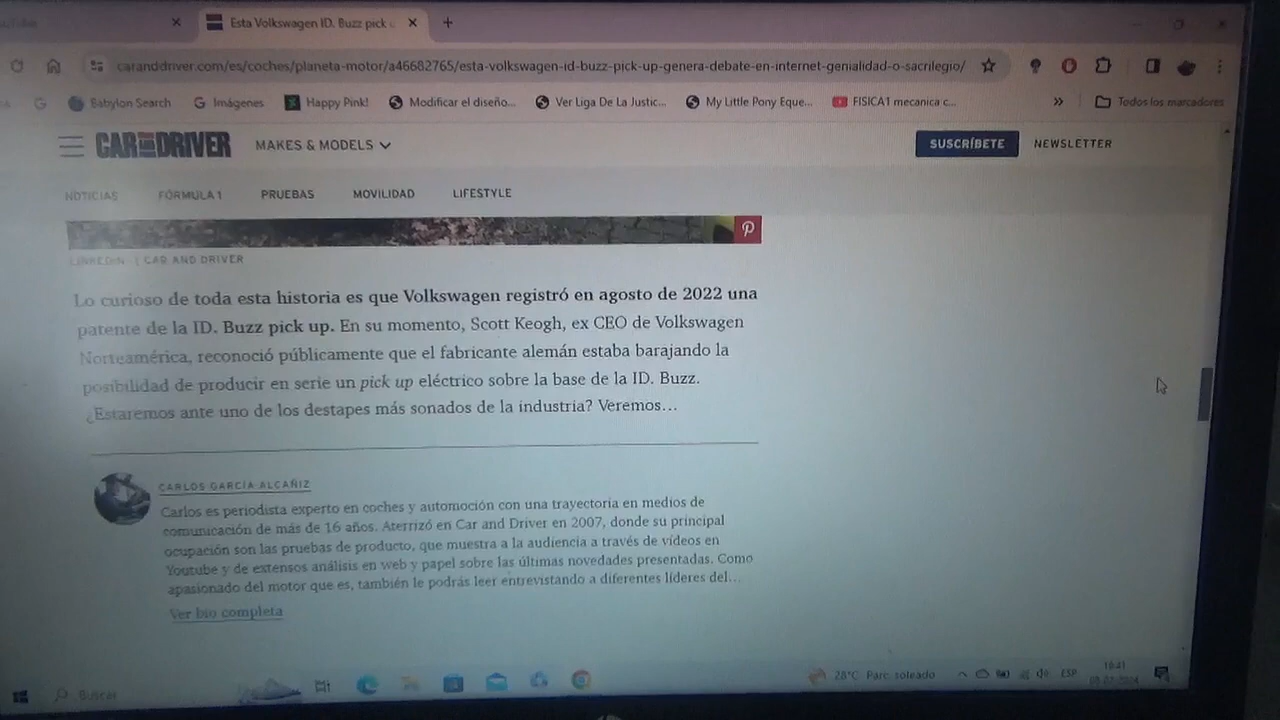 Esta Volkswagen ID. Buzz pick
caranddriver.com/es/coches/planeta-motor/a46682765/esta-volkswagen-id-buzz-pick-up-genera-debate-en-internet-genialidad-o-sacrilegio/
Babylon Search Imágenes Happy Pink! Modificar el diseño... Ver Liga De La Justic... My Little Pony Eque... FISICA1 mecanica c... » Todos los marcadores
CAR AND DRIVER MAKES & MODELS SUSCRÍBETE NEWSLETTER
NOTICIAS FÓRMULA 1 PRUEBAS MOVILIDAD LIFESTYLE
LINKEDIN | CAR AND DRIVER
Lo curioso de toda esta historia es que Volkswagen registró en agosto de 2022 una
patente de la ID. Buzz pick up. En su momento, Scott Keogh, ex CEO de Volkswagen
Norteamérica, reconoció públicamente que el fabricante alemán estaba barajando la
posibilidad de producir en serie un pick up eléctrico sobre la base de la ID. Buzz.
¿Estaremos ante uno de los destapes más sonados de la industria? Veremos...
CARLOS GARCÍA-ALCAÑIZ
Carlos es periodista experto en coches y automoción con una trayectoria en medios de
comunicación de más de 16 años. Aterrizó en Car and Driver en 2007, donde su principal
ocupación son las pruebas de producto, que muestra a la audiencia a través de vídeos en
Youtube y de extensos análisis en web y papel sobre las últimas novedades presentadas. Como
apasionado del motor que es, también le podrás leer entrevistando a diferentes líderes del...
Ver bio completa
Buscar 28°C Parc. soleado ESP